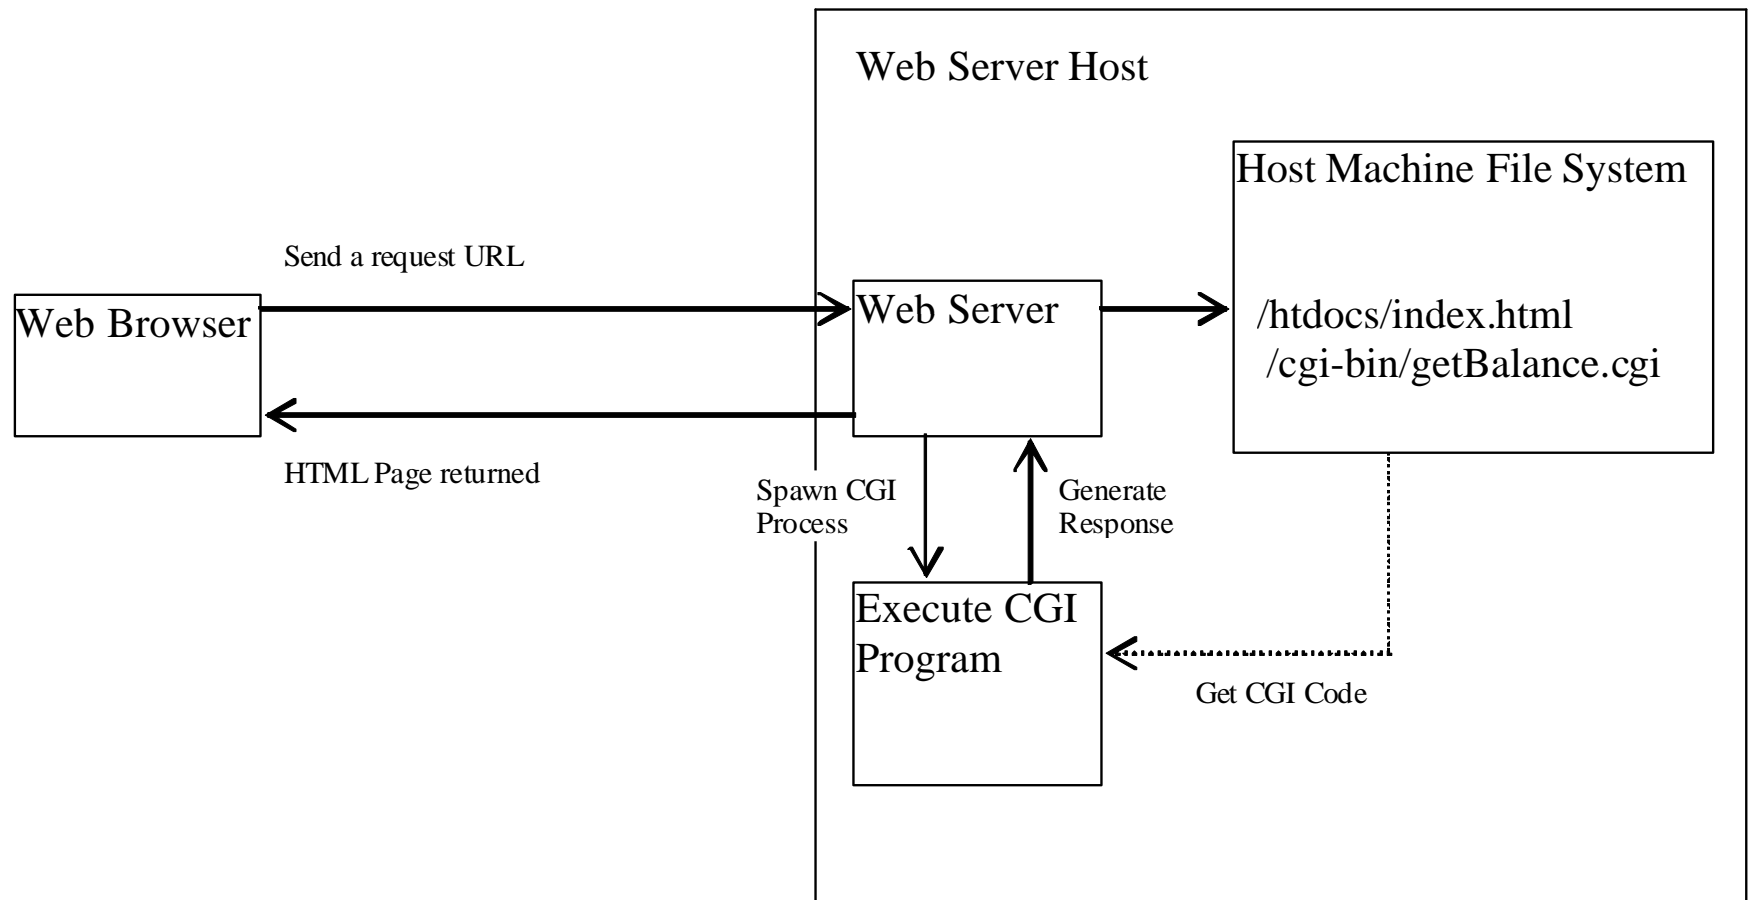 Web Server Host
Host Machine File System
Send a request URL
Web Browser
Web Server
/htdocs/index.html
/cgi-bin/getBalance.cgi
HTML Page returned
Spawn CGI
Process
Generate
Response
Execute CGI
Program
Get CGI Code